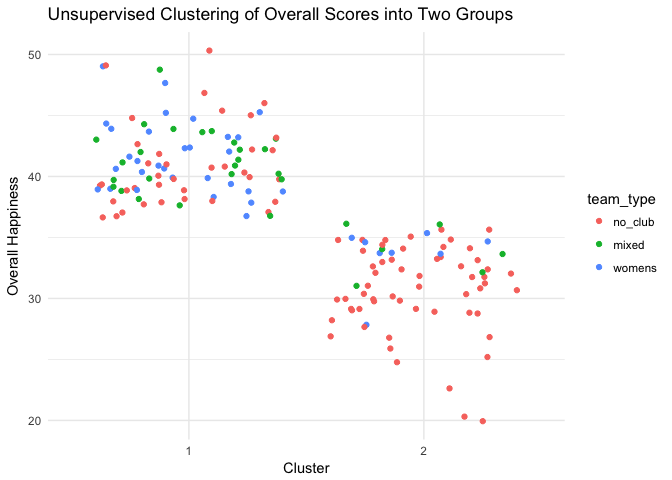 Unsupervised Clustering of Overall Scores into Two Groups
50
40
30
20
Overall Happiness
1
2
Cluster
team_type
no_club
mixed
womens